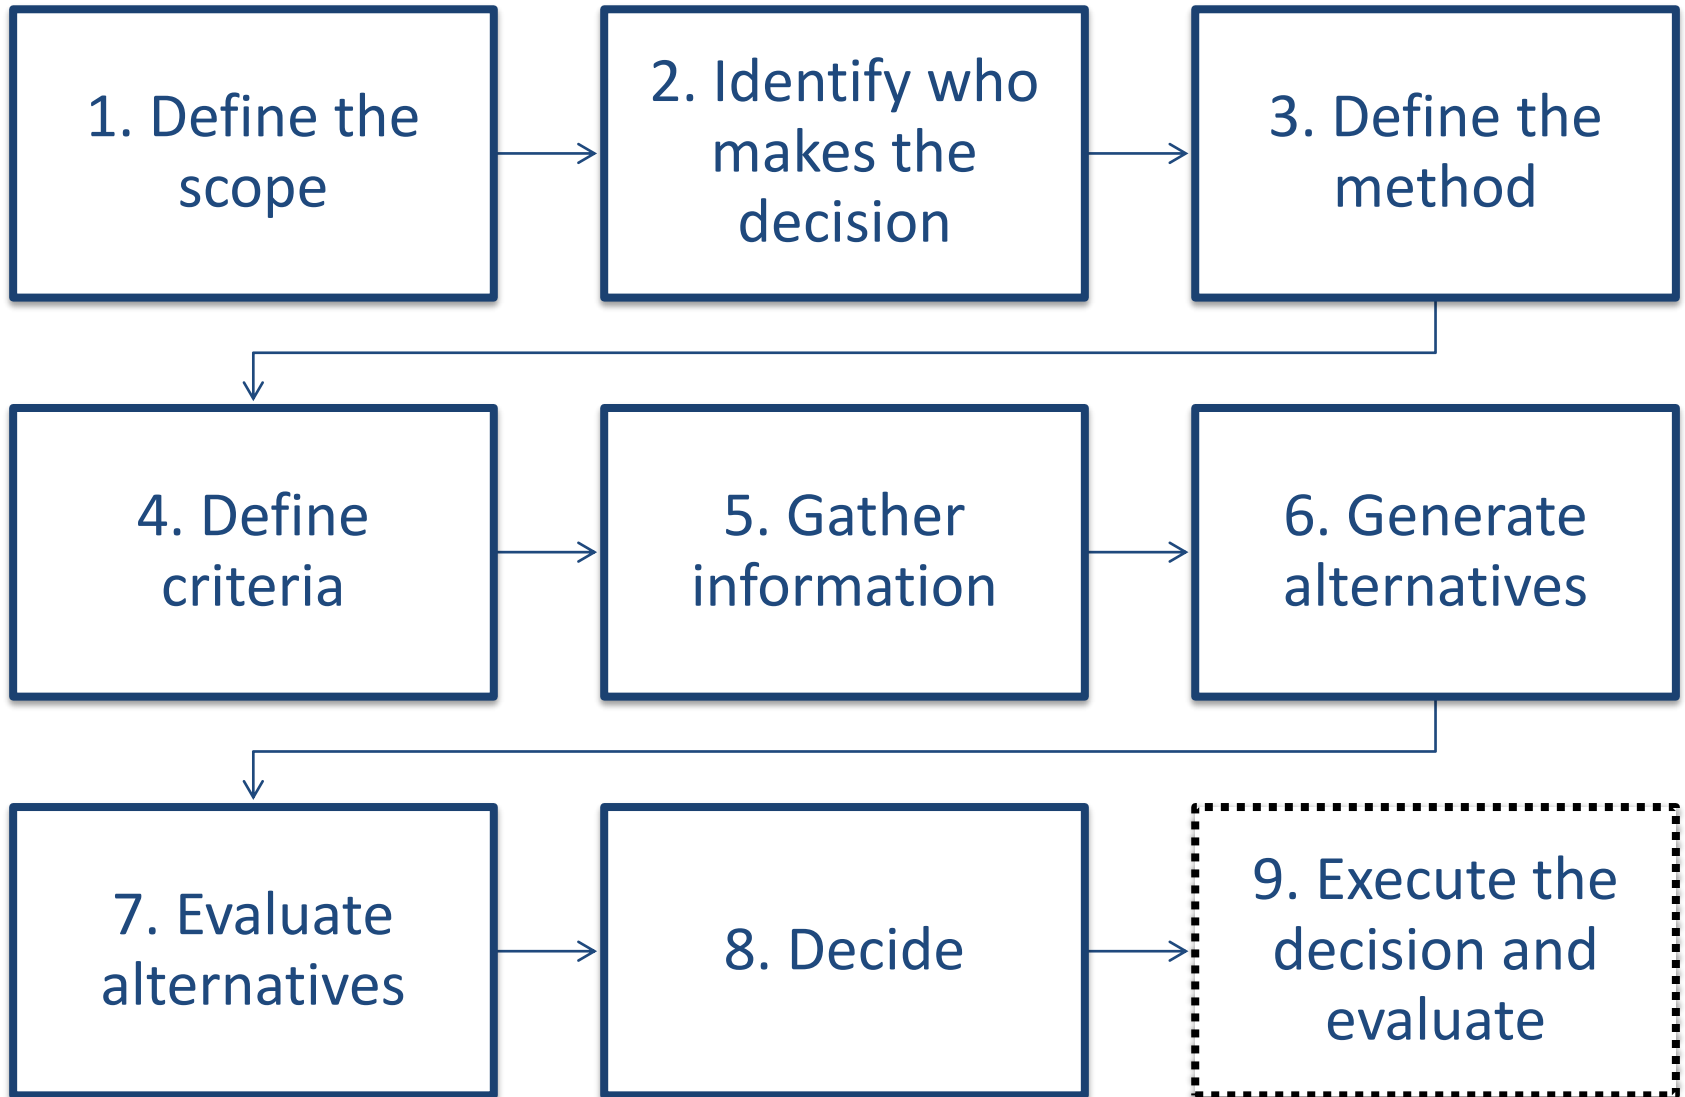 1. Define the
scope
2. Identify who
makes the
decision
3. Define the
method
4. Define
criteria
5. Gather
information
6. Generate
alternatives
7. Evaluate
alternatives
8. Decide
9. Execute the
decision and
evaluate